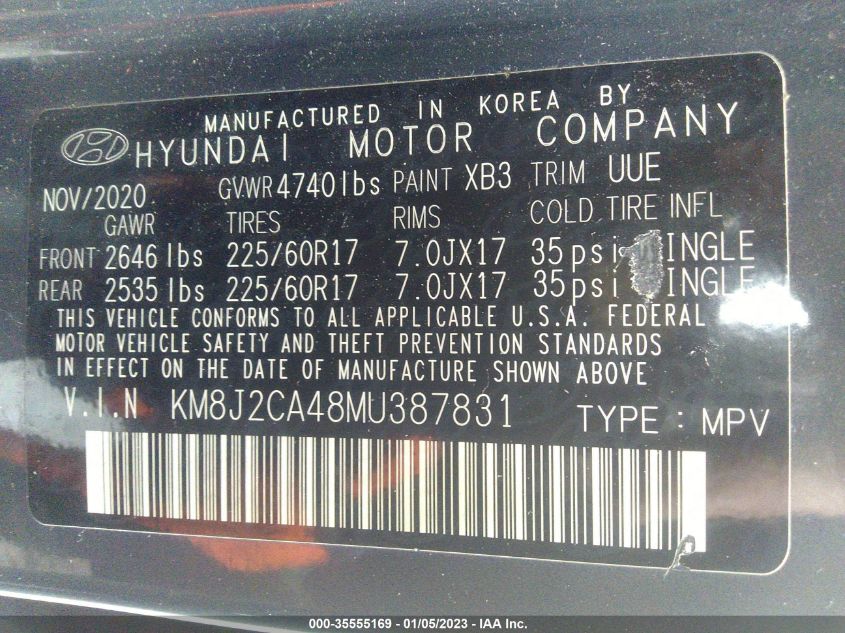 MANUFACTURED IN KOREA BY
HYUNDAI MOTOR COMPANY
NOV/2020 GVWR 4740lbs PAINT XB3 TRIM UUE
GAWR TIRES RIMS COLD TIRE INFL
FRONT 2646 lbs 225/60R17 7.0JX17 35psi INGLE
REAR 2535 lbs 225/60R17 7.0JX17 35psi INGLE
THIS VEHICLE CONFORMS TO ALL APPLICABLE U.S.A. FEDERAL
MOTOR VEHICLE SAFETY AND THEFT PREVENTION STANDARDS
IN EFFECT ON THE DATE OF MANUFACTURE SHOWN ABOVE
V.I.N KM8J2CA48MU387831 TYPE : MPV
000-35555169 - 01/05/2023 - IAA Inc.